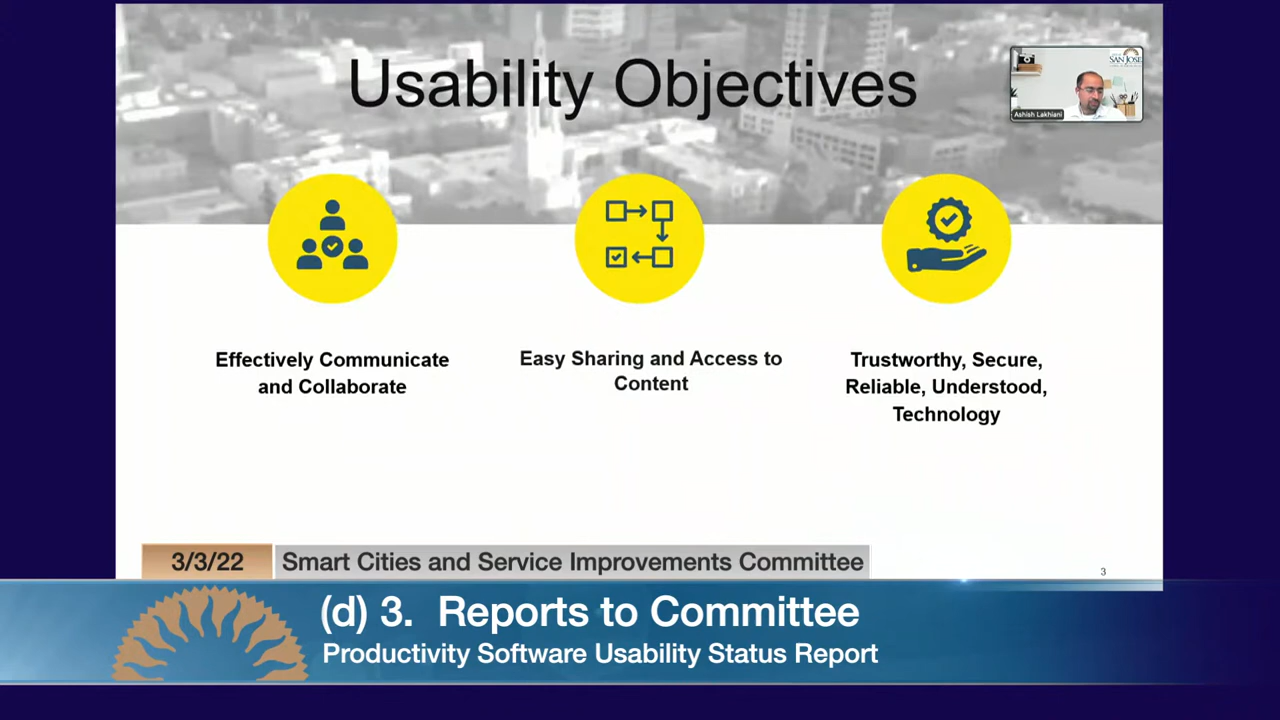 Usability Objectives
SAN JOSE
Ashish Lakhiani
Effectively Communicate
and Collaborate
Easy Sharing and Access to
Content
Trustworthy, Secure,
Reliable, Understood,
Technology
3
3/3/22 Smart Cities and Service Improvements Committee
(d) 3. Reports to Committee
Productivity Software Usability Status Report